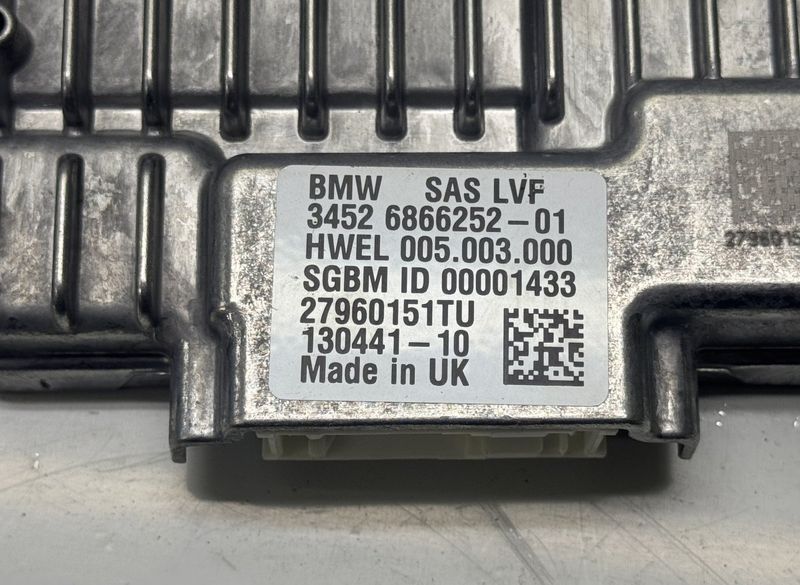 BMW SAS LVF
3452 6866252-01
HWEL 005.003.000
SGBM ID 00001433
27960151TU
130441-10
Made in UK